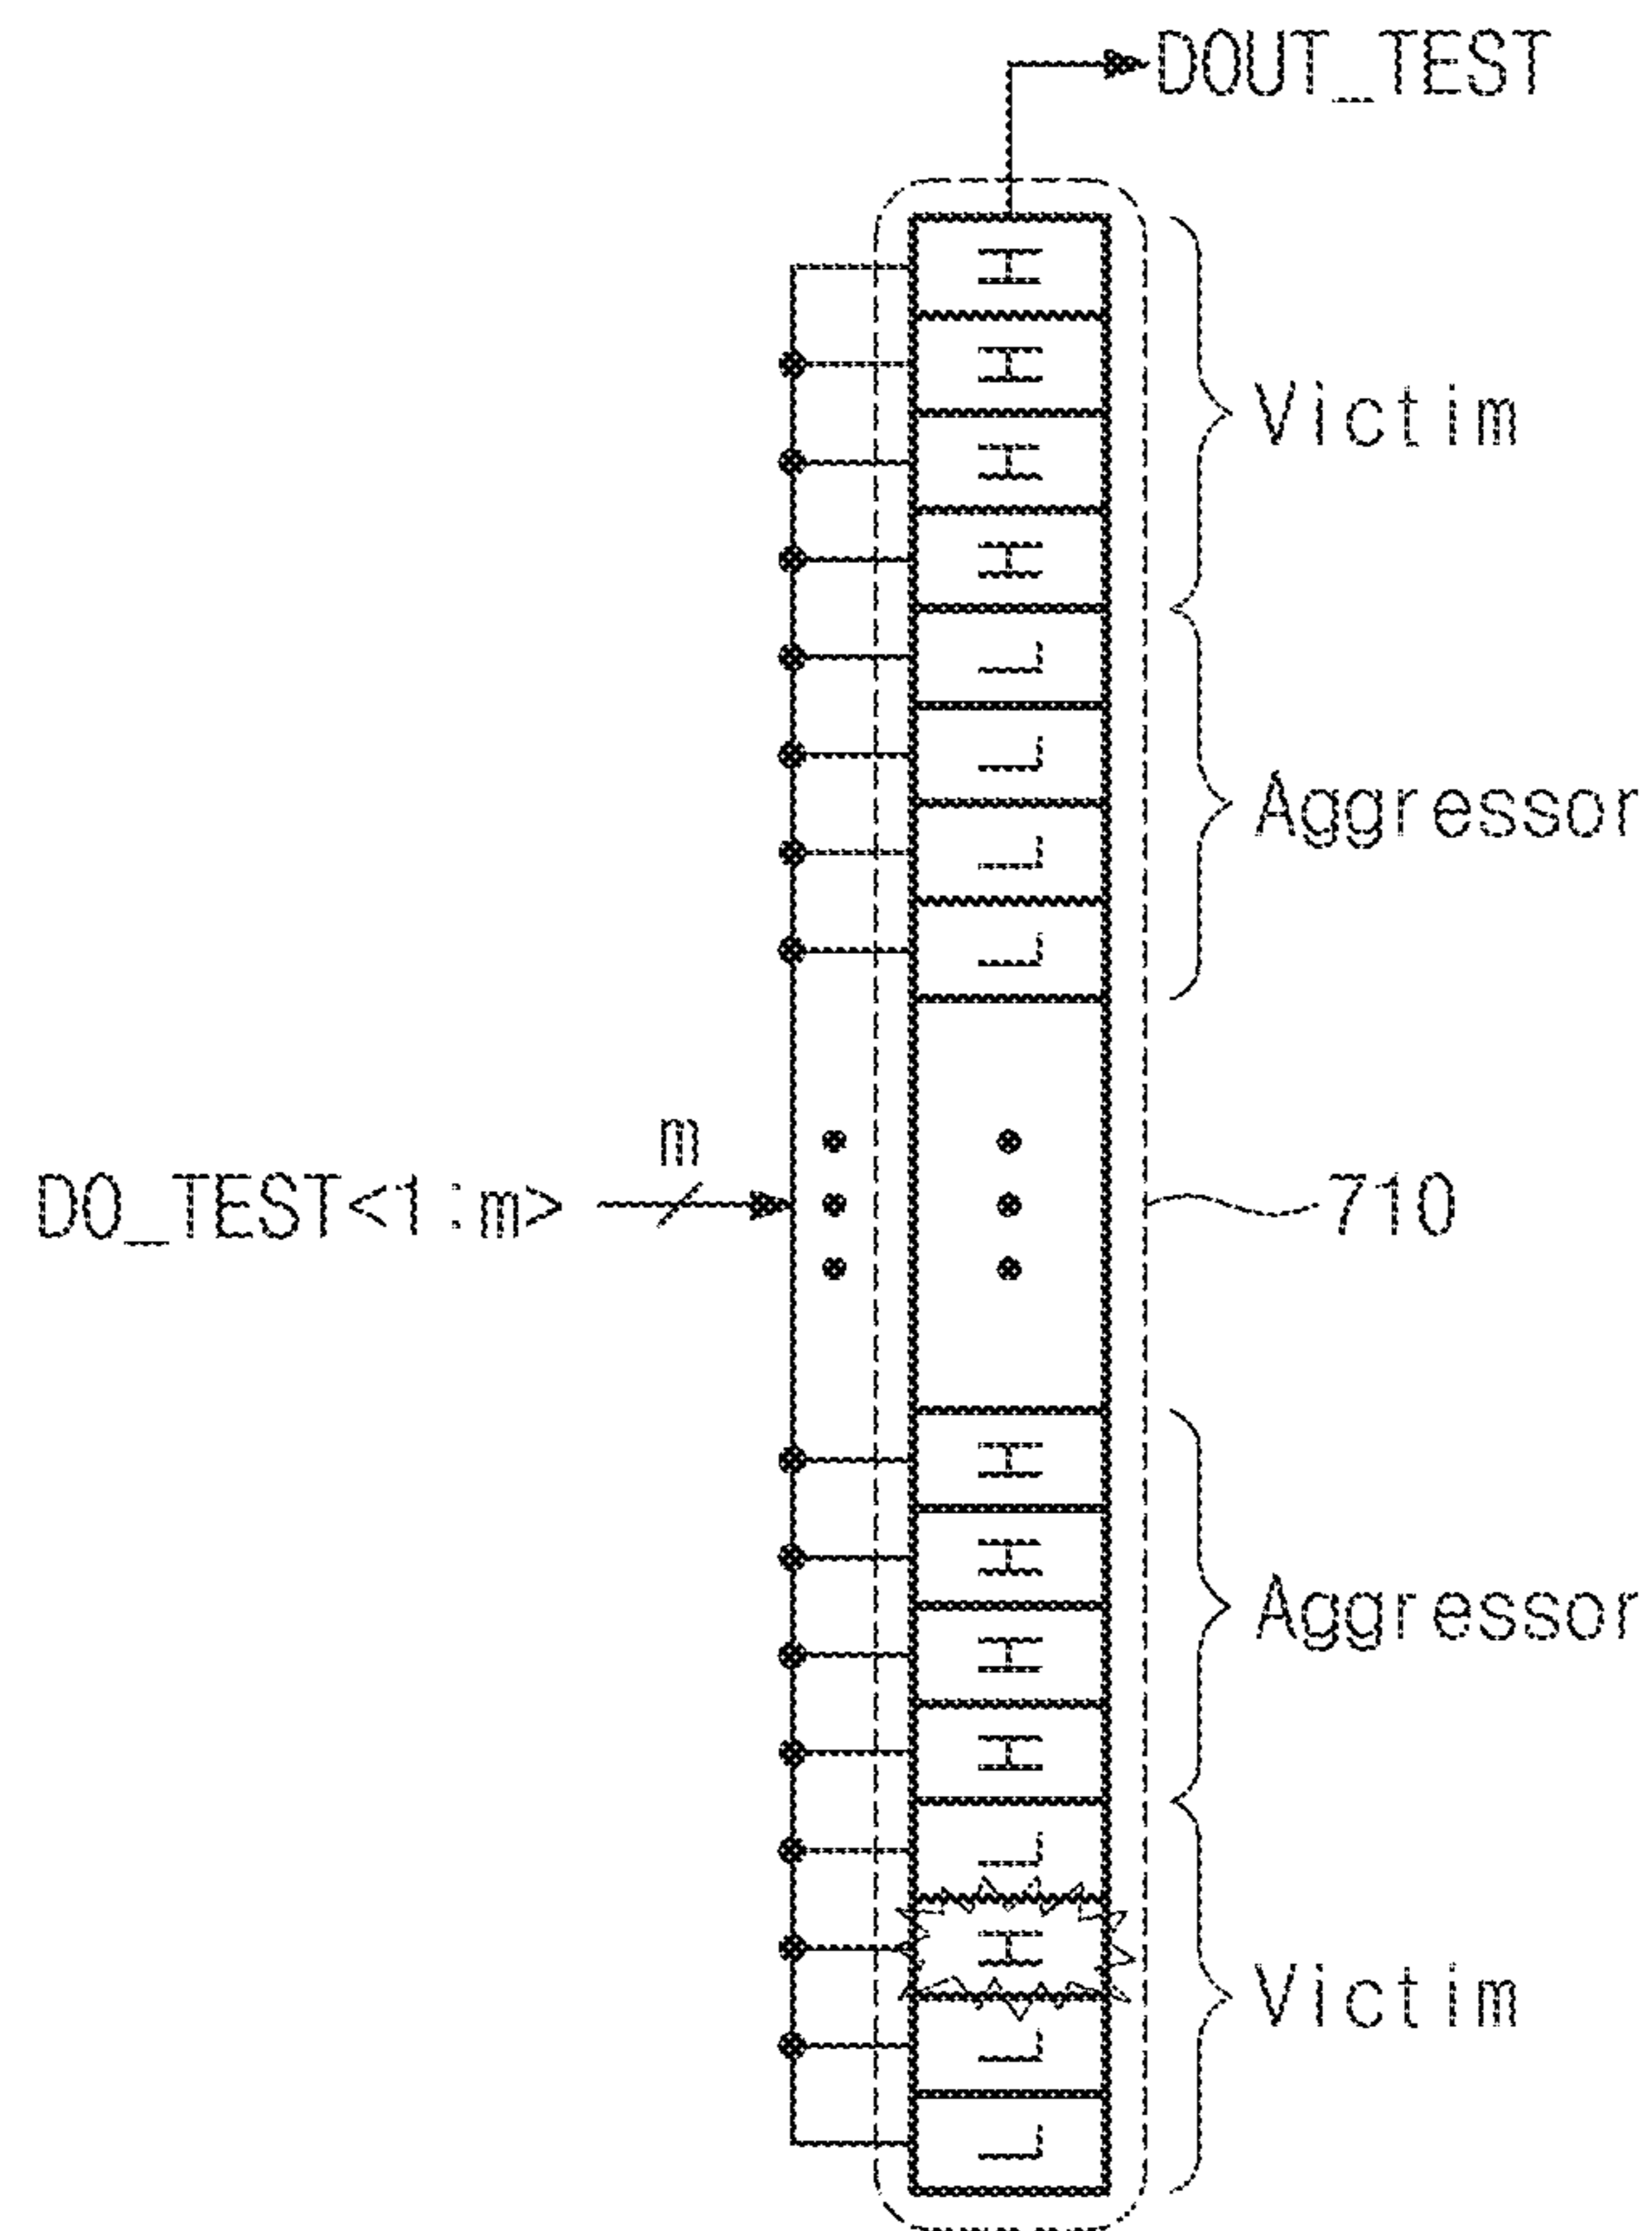 DOUT_TEST
H
H
H
H
Victim
L
L
L
L
Aggressor
m
DO_TEST<1:m>
710
H
H
H
H
Aggressor
L
H
L
L
Victim